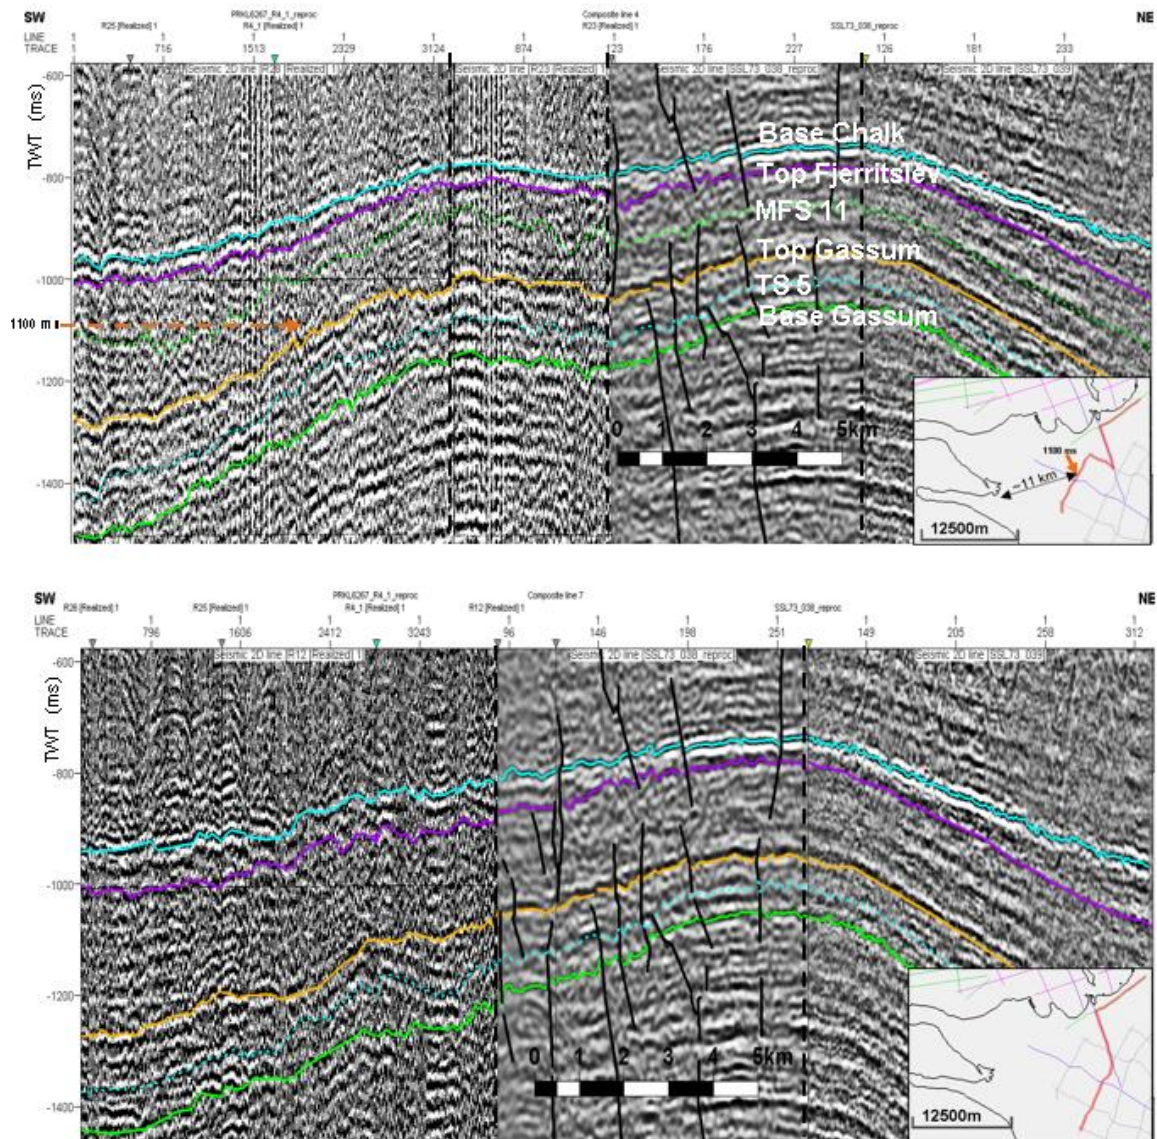 SW
PRKL6267_R4_1_reproc
Composite line 4
NE
R25 [Realized] 1
R4_1 [Realized] 1
R23 [Realized] 1
SSL73_038_reproc
LINE
TRACE
1 716 1513 2329 3124 874 123 176 227 126 181 233
Seismic 2D line [SSL73_038_reproc]
Seismic 2D line [SSL73_039]
TWT (ms)
-600
Base Chalk
-800
Top Fjerritslev
MFS 11
Top Gassum
-1000
TS 5
1100 m
Base Gassum
-1200
-1400
0 1 2 3 4 5km
1100 ms
~11 km
12500m
SW
PRKL6267_R4_1_reproc
Composite line 7
NE
R26 [Realized] 1
R25 [Realized] 1
R4_1 [Realized] 1
R12 [Realized] 1
SSL73_038_reproc
LINE
TRACE
796 1606 2412 3243 96 146 198 251 149 205 258 312
Seismic 2D line [R12 [Realized] 1]
Seismic 2D line [SSL73_038_reproc]
Seismic 2D line [SSL73_039]
TWT (ms)
-600
-800
-1000
-1200
-1400
0 1 2 3 4 5km
12500m